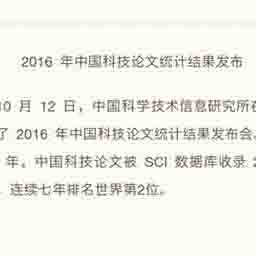 2016 年中国科技论文统计结果发布
10 月 12 日，中国科学技术信息研究所在
了 2016 年中国科技论文统计结果发布会。
年，中国科技论文被 SCI 数据库收录 2
连续七年排名世界第2位。